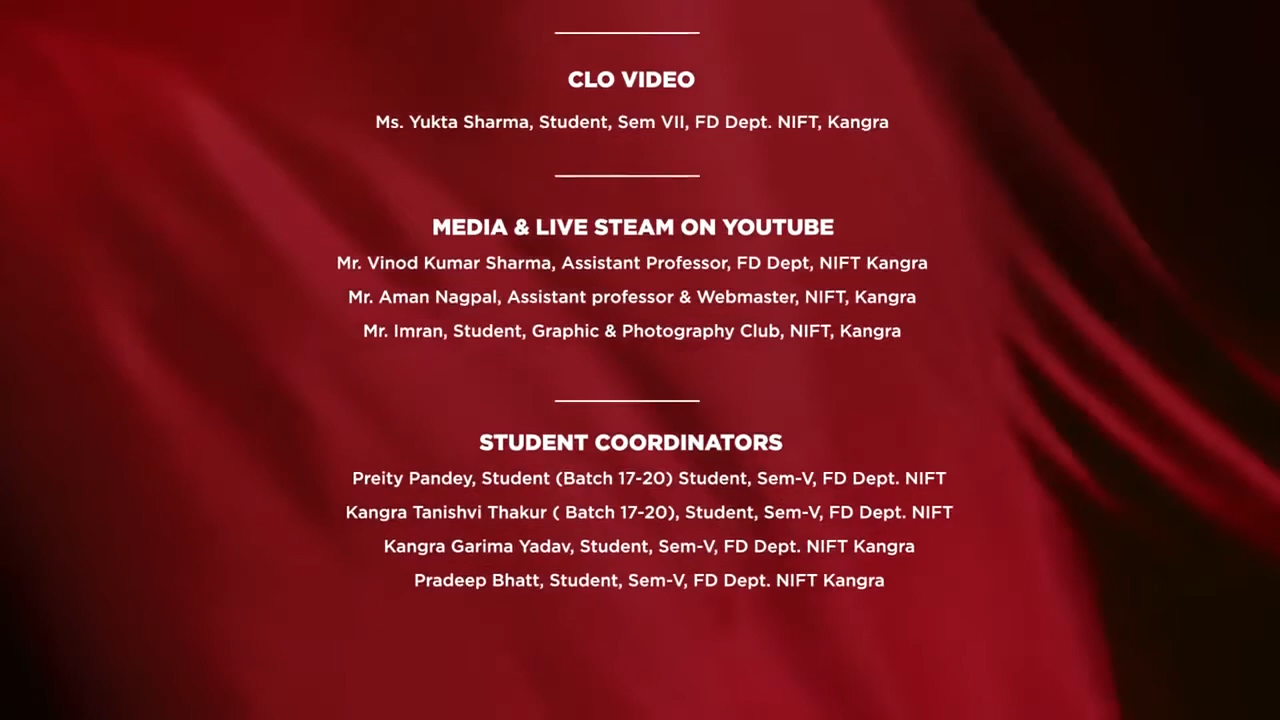 CLO VIDEO
Ms. Yukta Sharma, Student, Sem VII, FD Dept. NIFT, Kangra
MEDIA & LIVE STEAM ON YOUTUBE
Mr. Vinod Kumar Sharma, Assistant Professor, FD Dept, NIFT Kangra
Mr. Aman Nagpal, Assistant professor & Webmaster, NIFT, Kangra
Mr. Imran, Student, Graphic & Photography Club, NIFT, Kangra
STUDENT COORDINATORS
Preity Pandey, Student (Batch 17-20) Student, Sem-V, FD Dept. NIFT
Kangra Tanishvi Thakur ( Batch 17-20), Student, Sem-V, FD Dept. NIFT
Kangra Garima Yadav, Student, Sem-V, FD Dept. NIFT Kangra
Pradeep Bhatt, Student, Sem-V, FD Dept. NIFT Kangra